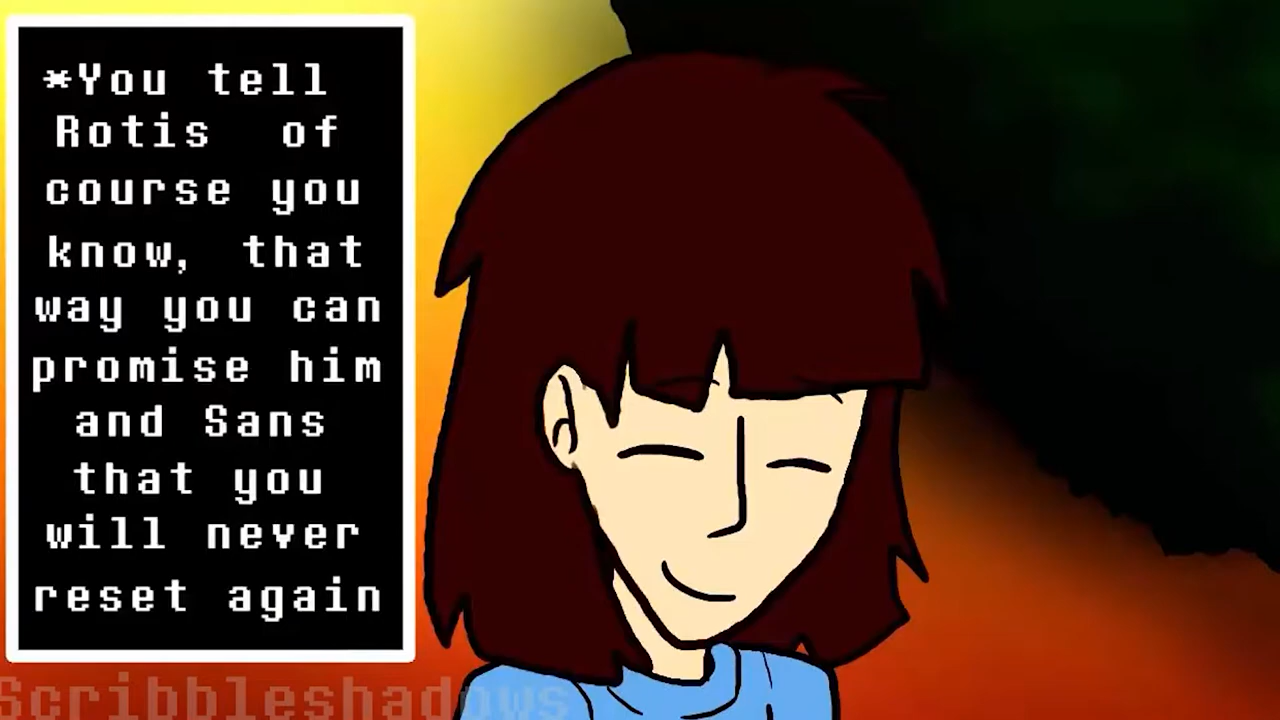 *You tell
Rotis of
course you
know, that
way you can
promise him
and Sans
that you
will never
reset again
Scribbleshadows